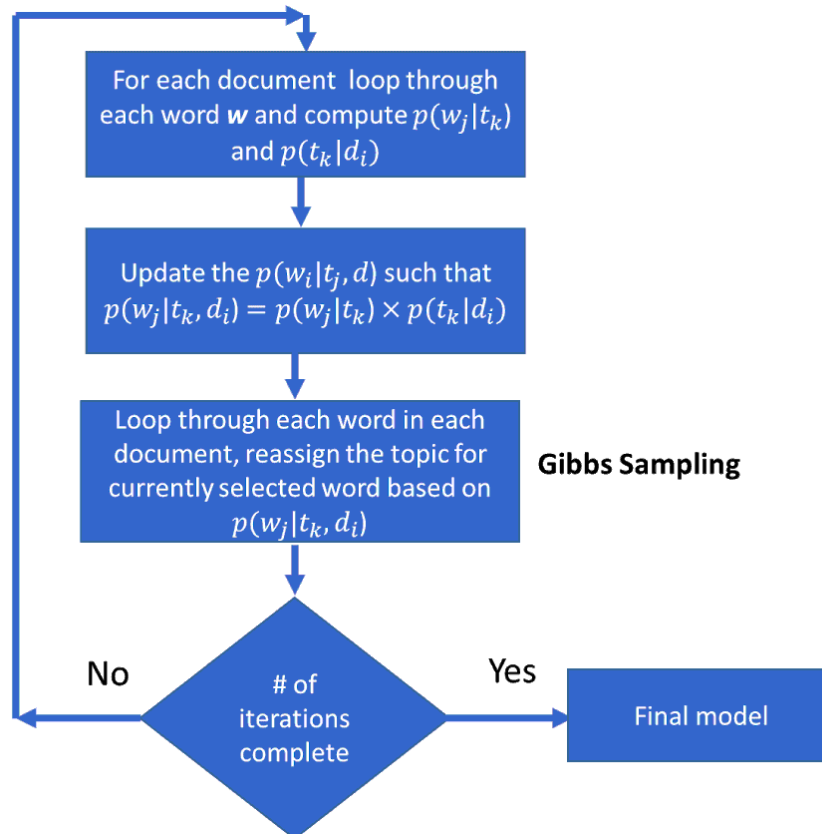 For each document loop through
each word w and compute p(w_j|t_k)
and p(t_k|d_i)
Update the p(w_i|t_j, d) such that
p(w_j|t_k, d_i) = p(w_j|t_k) × p(t_k|d_i)
Loop through each word in each
document, reassign the topic for
currently selected word based on
p(w_j|t_k, d_i)
Gibbs Sampling
No
# of
iterations
complete
Yes
Final model